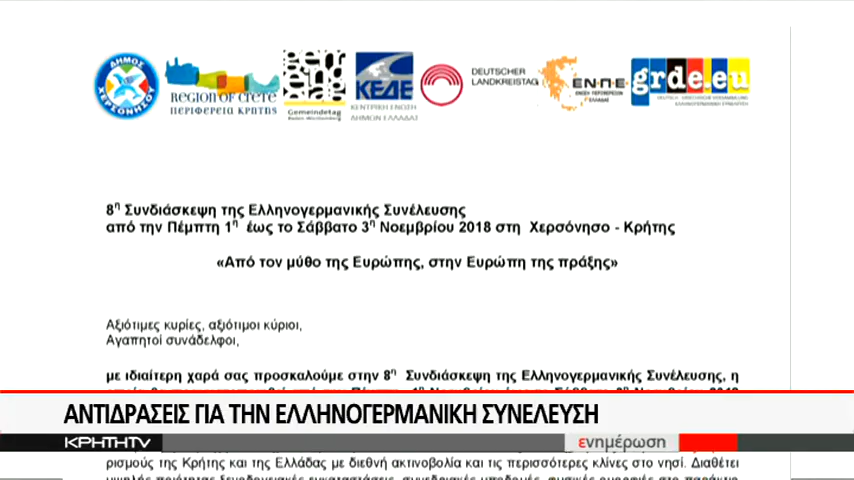 ΔΗΜΟΣ
ΧΕΡΣΟΝΗΣΟΥ
REGION OF CRETE
ΠΕΡΙΦΕΡΕΙΑ ΚΡΗΤΗΣ
Gemeindetag
ΚΕΔΕ
ΚΕΝΤΡΙΚΗ ΕΝΩΣΗ
ΔΗΜΩΝ ΕΛΛΑΔΑΣ
DEUTSCHER
LANDKREISTAG
ΕΝ.Π.Ε
ΕΝΩΣΗ ΠΕΡΙΦΕΡΕΙΩΝ
ΕΛΛΑΔΑΣ
grde.eu
8η Συνδιάσκεψη της Ελληνογερμανικής Συνέλευσης
από την Πέμπτη 1η έως το Σάββατο 3η Νοεμβρίου 2018 στη Χερσόνησο - Κρήτης
«Από τον μύθο της Ευρώπης, στην Ευρώπη της πράξης»
Αξιότιμες κυρίες, αξιότιμοι κύριοι,
Αγαπητοί συνάδελφοι,
με ιδιαίτερη χαρά σας προσκαλούμε στην 8η Συνδιάσκεψη της Ελληνογερμανικής Συνέλευσης, η
ΑΝΤΙΔΡΑΣΕΙΣ ΓΙΑ ΤΗΝ ΕΛΛΗΝΟΓΕΡΜΑΝΙΚΗ ΣΥΝΕΛΕΥΣΗ
ΚΡΗΤΗTV
ενημέρωση
ρισμούς της Κρήτης και της Ελλάδας με διεθνή ακτινοβολία και τις περισσότερες κλίνες στο νησί. Διαθέτει